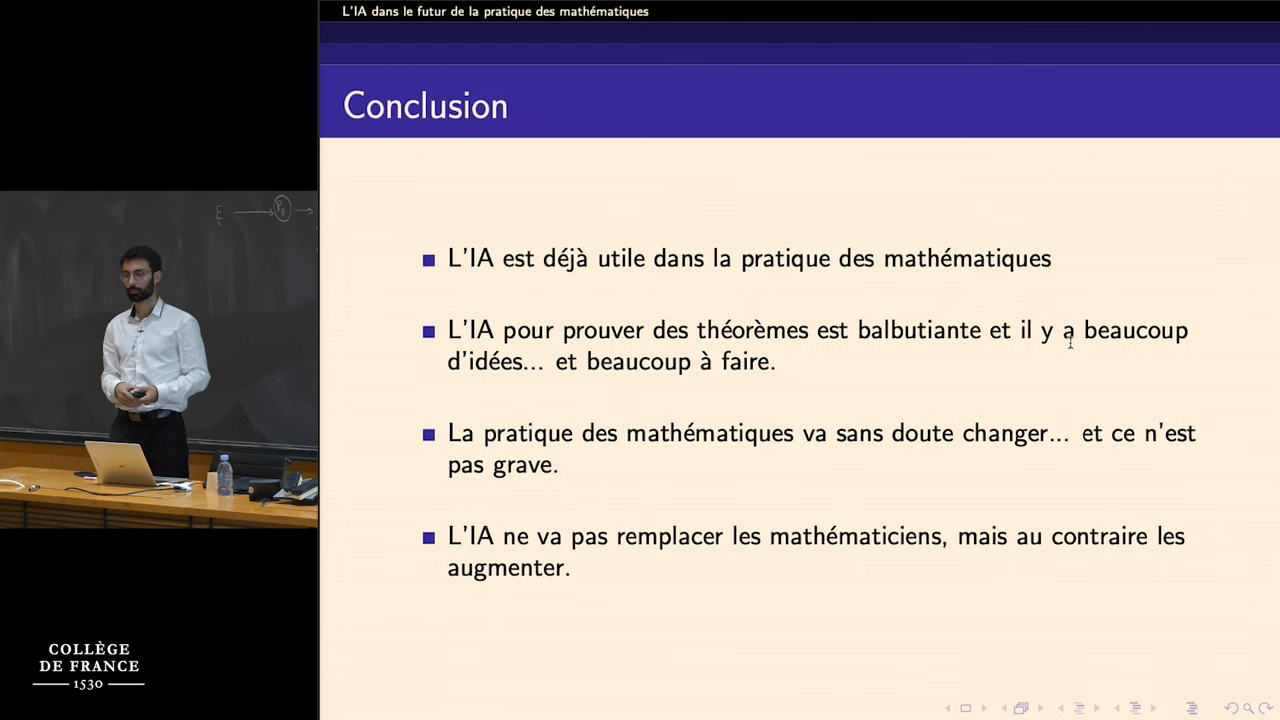 L'IA dans le futur de la pratique des mathématiques
Conclusion
L'IA est déjà utile dans la pratique des mathématiques
L'IA pour prouver des théorèmes est balbutiante et il y a beaucoup
d'idées... et beaucoup à faire.
La pratique des mathématiques va sans doute changer... et ce n'est
pas grave.
L'IA ne va pas remplacer les mathématiciens, mais au contraire les
augmenter.
E
COLLÈGE
DE FRANCE
1530